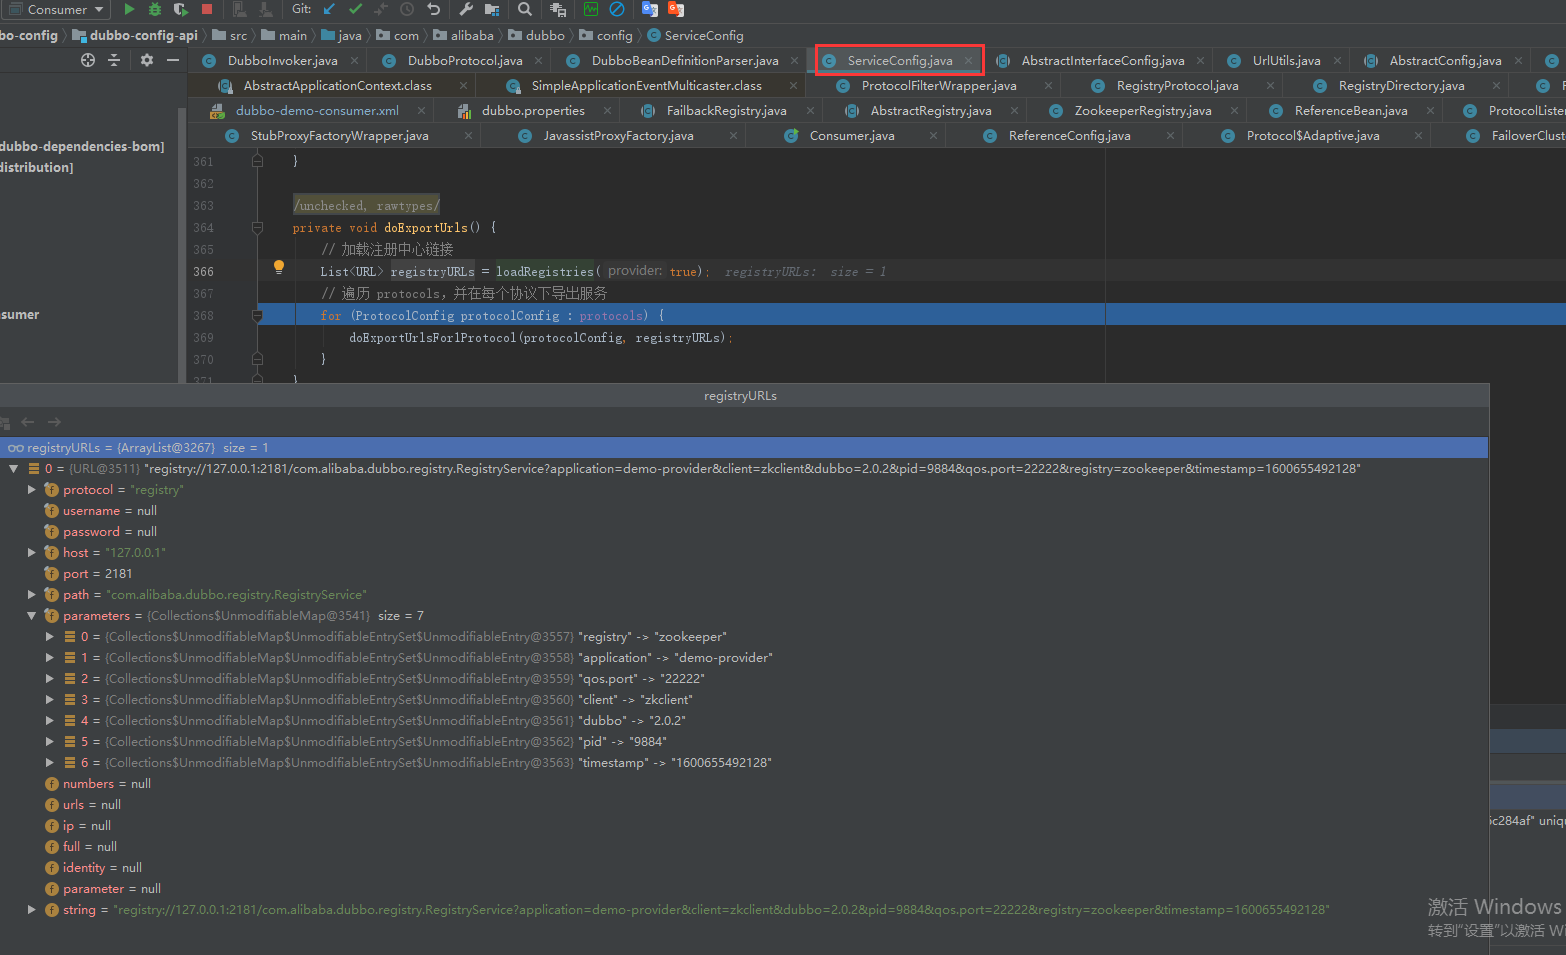 Consumer Git:
bo-config dubbo-config-api src main java com alibaba dubbo config ServiceConfig
DubboInvoker.java DubboProtocol.java DubboBeanDefinitionParser.java ServiceConfig.java AbstractInterfaceConfig.java UrlUtils.java AbstractConfig.java
AbstractApplicationContext.class SimpleApplicationEventMulticaster.class ProtocolFilterWrapper.java RegistryProtocol.java RegistryDirectory.java
dubbo-demo-consumer.xml dubbo.properties FailbackRegistry.java AbstractRegistry.java ZookeeperRegistry.java ReferenceBean.java ProtocolListene
StubProxyFactoryWrapper.java JavassistProxyFactory.java Consumer.java ReferenceConfig.java Protocol$Adaptive.java FailoverClust
dubbo-dependencies-bom]
distribution]
sumer
361 }
362
363 /unchecked, rawtypes/
364 private void doExportUrls() {
365 // 加载注册中心链接
366 List<URL> registryURLs = loadRegistries( provider: true); registryURLs: size = 1
367 // 遍历 protocols，并在每个协议下导出服务
368 for (ProtocolConfig protocolConfig : protocols) {
369 doExportUrlsFor1Protocol(protocolConfig, registryURLs);
370 }
371 }
registryURLs
registryURLs = {ArrayList@3267} size = 1
0 = {URL@3511} "registry://127.0.0.1:2181/com.alibaba.dubbo.registry.RegistryService?application=demo-provider&client=zkclient&dubbo=2.0.2&pid=9884&qos.port=22222&registry=zookeeper&timestamp=1600655492128"
protocol = "registry"
username = null
password = null
host = "127.0.0.1"
port = 2181
path = "com.alibaba.dubbo.registry.RegistryService"
parameters = {Collections$UnmodifiableMap@3541} size = 7
0 = {Collections$UnmodifiableMap$UnmodifiableEntrySet$UnmodifiableEntry@3557} "registry" -> "zookeeper"
1 = {Collections$UnmodifiableMap$UnmodifiableEntrySet$UnmodifiableEntry@3558} "application" -> "demo-provider"
2 = {Collections$UnmodifiableMap$UnmodifiableEntrySet$UnmodifiableEntry@3559} "qos.port" -> "22222"
3 = {Collections$UnmodifiableMap$UnmodifiableEntrySet$UnmodifiableEntry@3560} "client" -> "zkclient"
4 = {Collections$UnmodifiableMap$UnmodifiableEntrySet$UnmodifiableEntry@3561} "dubbo" -> "2.0.2"
5 = {Collections$UnmodifiableMap$UnmodifiableEntrySet$UnmodifiableEntry@3562} "pid" -> "9884"
6 = {Collections$UnmodifiableMap$UnmodifiableEntrySet$UnmodifiableEntry@3563} "timestamp" -> "1600655492128"
numbers = null
urls = null
ip = null
full = null
identity = null
parameter = null
string = "registry://127.0.0.1:2181/com.alibaba.dubbo.registry.RegistryService?application=demo-provider&client=zkclient&dubbo=2.0.2&pid=9884&qos.port=22222&registry=zookeeper&timestamp=1600655492128"
c284af" uniqu
激活 Windows
转到"设置"以激活 Wi